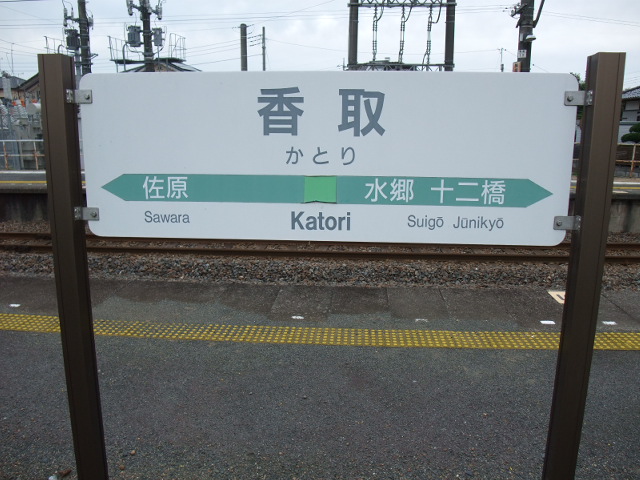 香取
かとり
佐原 水郷 十二橋
Sawara Katori Suigō Jūnikyō